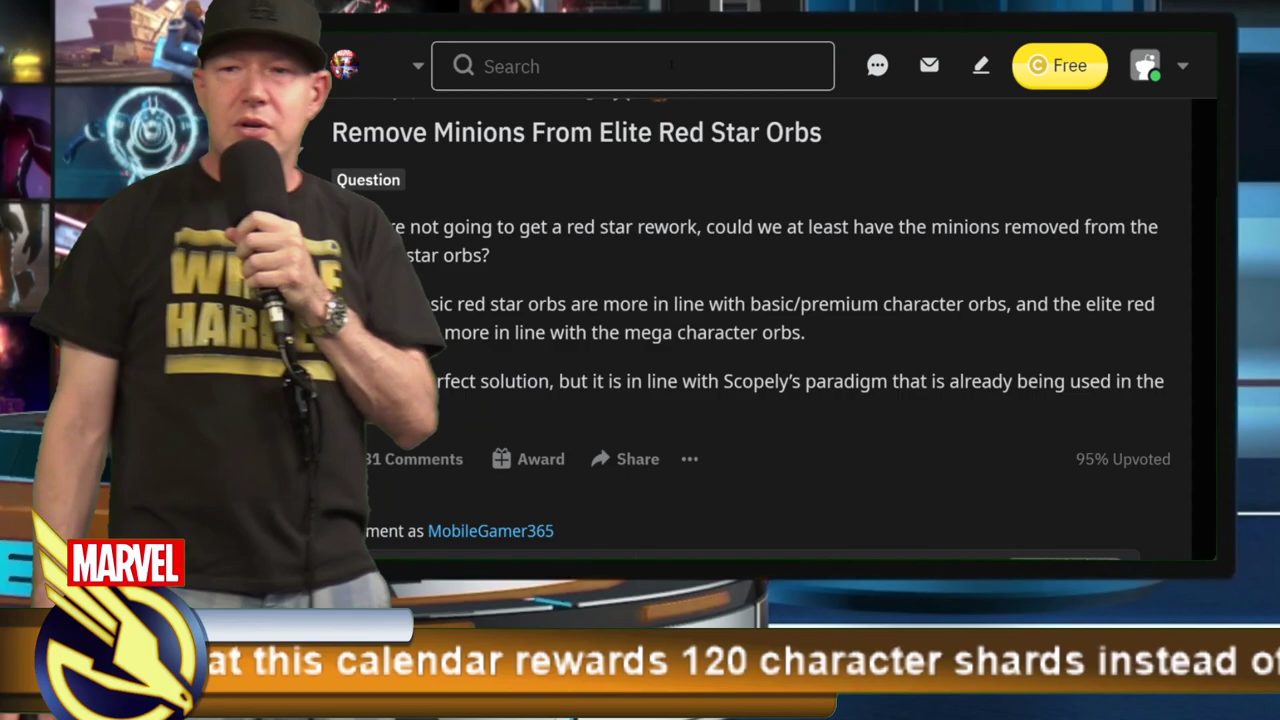 Search
Free
Remove Minions From Elite Red Star Orbs
Question
re not going to get a red star rework, could we at least have the minions removed from the
star orbs?
sic red star orbs are more in line with basic/premium character orbs, and the elite red
more in line with the mega character orbs.
rfect solution, but it is in line with Scopely's paradigm that is already being used in the
31 Comments
Award
Share
95% Upvoted
ment as MobileGamer365
MARVEL
at this calendar rewards 120 character shards instead of